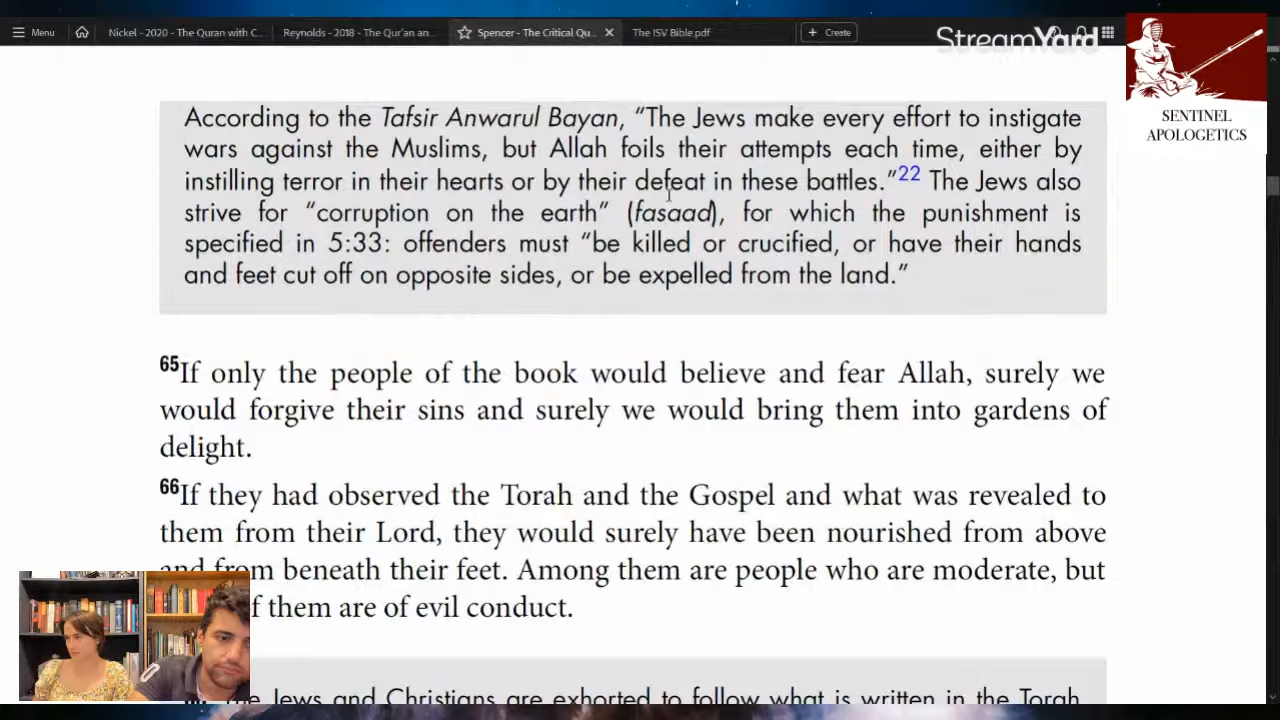 Menu
Nickel - 2020 - The Quran with C...
Reynolds - 2018 - The Qur'an an...
Spencer - The Critical Qu...
The ISV Bible.pdf
+ Create
StreamYard
SENTINEL
APOLOGETICS
According to the Tafsir Anwarul Bayan, “The Jews make every effort to instigate
wars against the Muslims, but Allah foils their attempts each time, either by
instilling terror in their hearts or by their defeat in these battles.”22 The Jews also
strive for “corruption on the earth” (fasaad), for which the punishment is
specified in 5:33: offenders must “be killed or crucified, or have their hands
and feet cut off on opposite sides, or be expelled from the land.”
65If only the people of the book would believe and fear Allah, surely we
would forgive their sins and surely we would bring them into gardens of
delight.
66If they had observed the Torah and the Gospel and what was revealed to
them from their Lord, they would surely have been nourished from above
and from beneath their feet. Among them are people who are moderate, but
of them are of evil conduct.
Jews and Christians are exhorted to follow what is written in the Torah